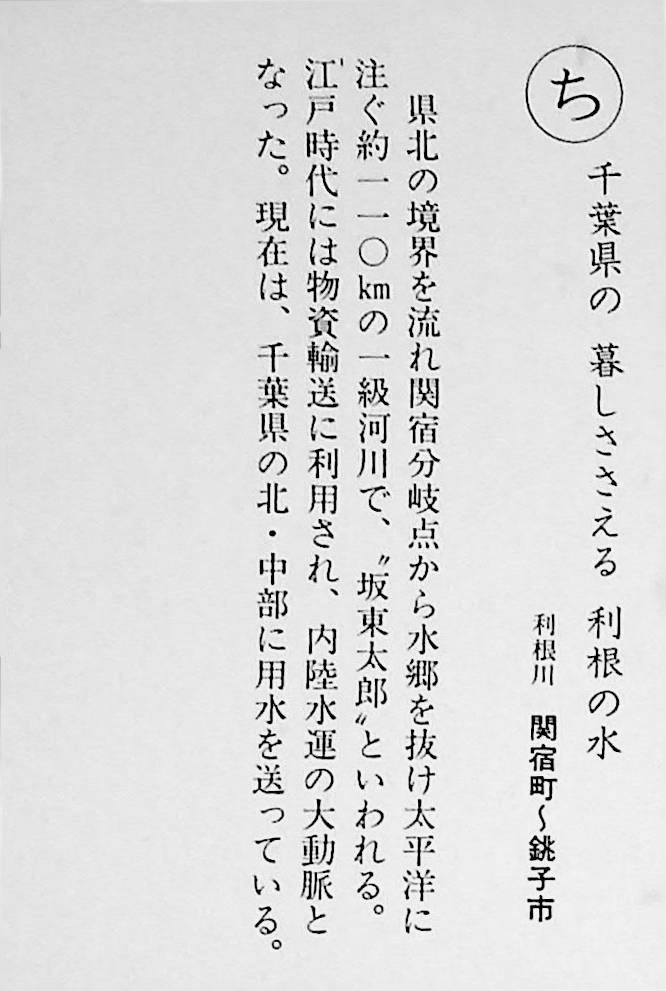 ち
千葉県の 暮しささえる 利根の水
利根川 関宿町〜銚子市
県北の境界を流れ関宿分岐点から水郷を抜け太平洋に
注ぐ約一一〇kmの一級河川で、〝坂東太郎〟といわれる。
江戸時代には物資輸送に利用され、内陸水運の大動脈と
なった。現在は、千葉県の北・中部に用水を送っている。